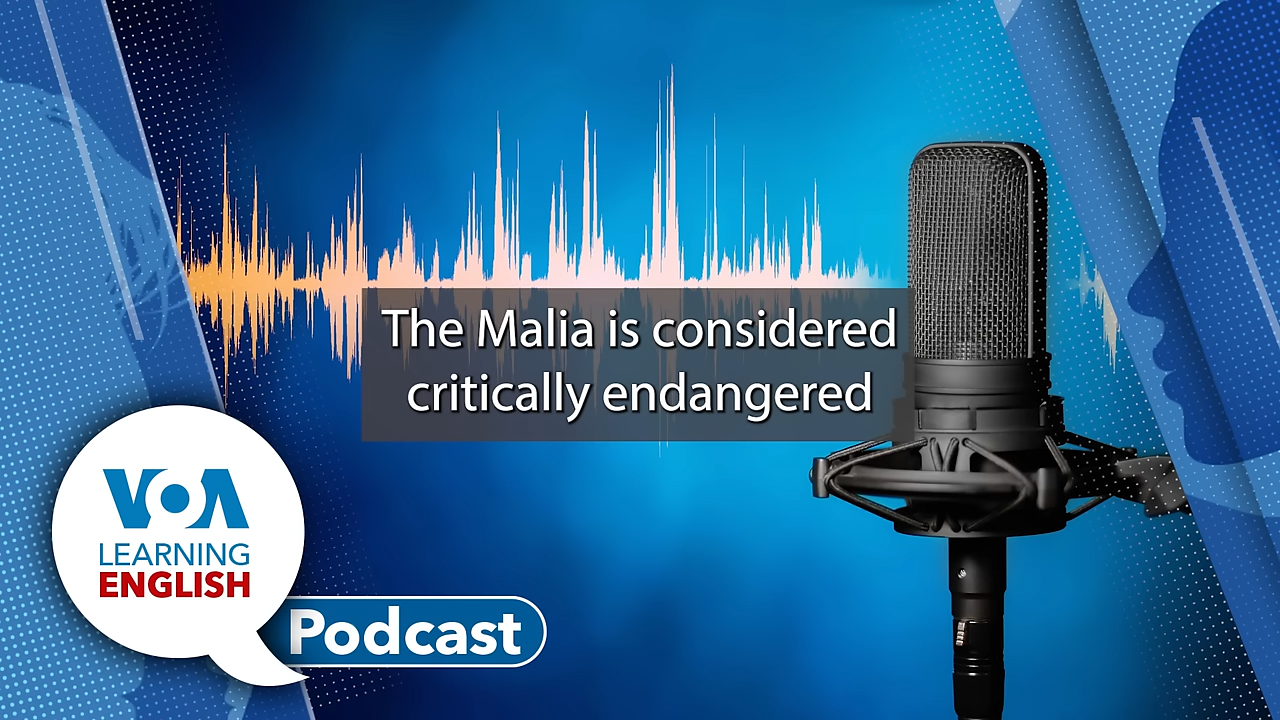 The Malia is considered
critically endangered
VOA
LEARNING
ENGLISH
Podcast